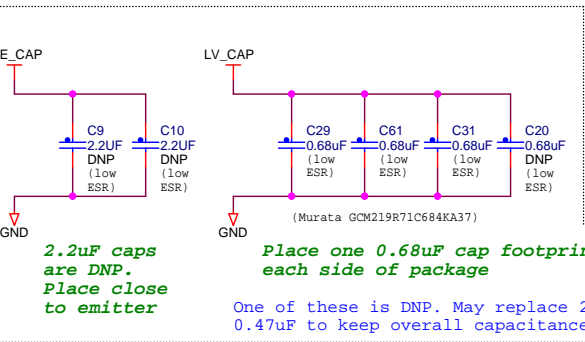 E_CAP
LV_CAP
C9
2.2UF
DNP
(low
ESR)
C10
2.2UF
DNP
(low
ESR)
C29
0.68uF
(low
ESR)
C61
0.68uF
(low
ESR)
C31
0.68uF
(low
ESR)
C20
0.68uF
DNP
(low
ESR)
GND
GND
(Murata GCM219R71C684KA37)
2.2uF caps
are DNP.
Place close
to emitter
Place one 0.68uF cap footprin
each side of package
One of these is DNP. May replace 2
0.47uF to keep overall capacitance